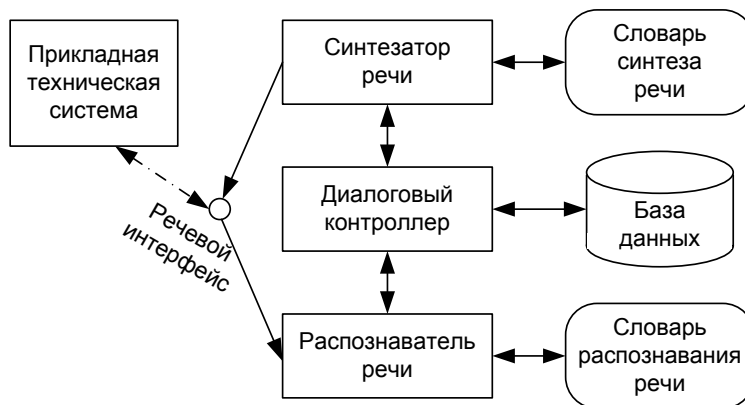 Прикладная
техническая
система
Синтезатор
речи
Словарь
синтеза
речи
Речевой
интерфейс
Диалоговый
контроллер
База
данных
Распознаватель
речи
Словарь
распознавания
речи